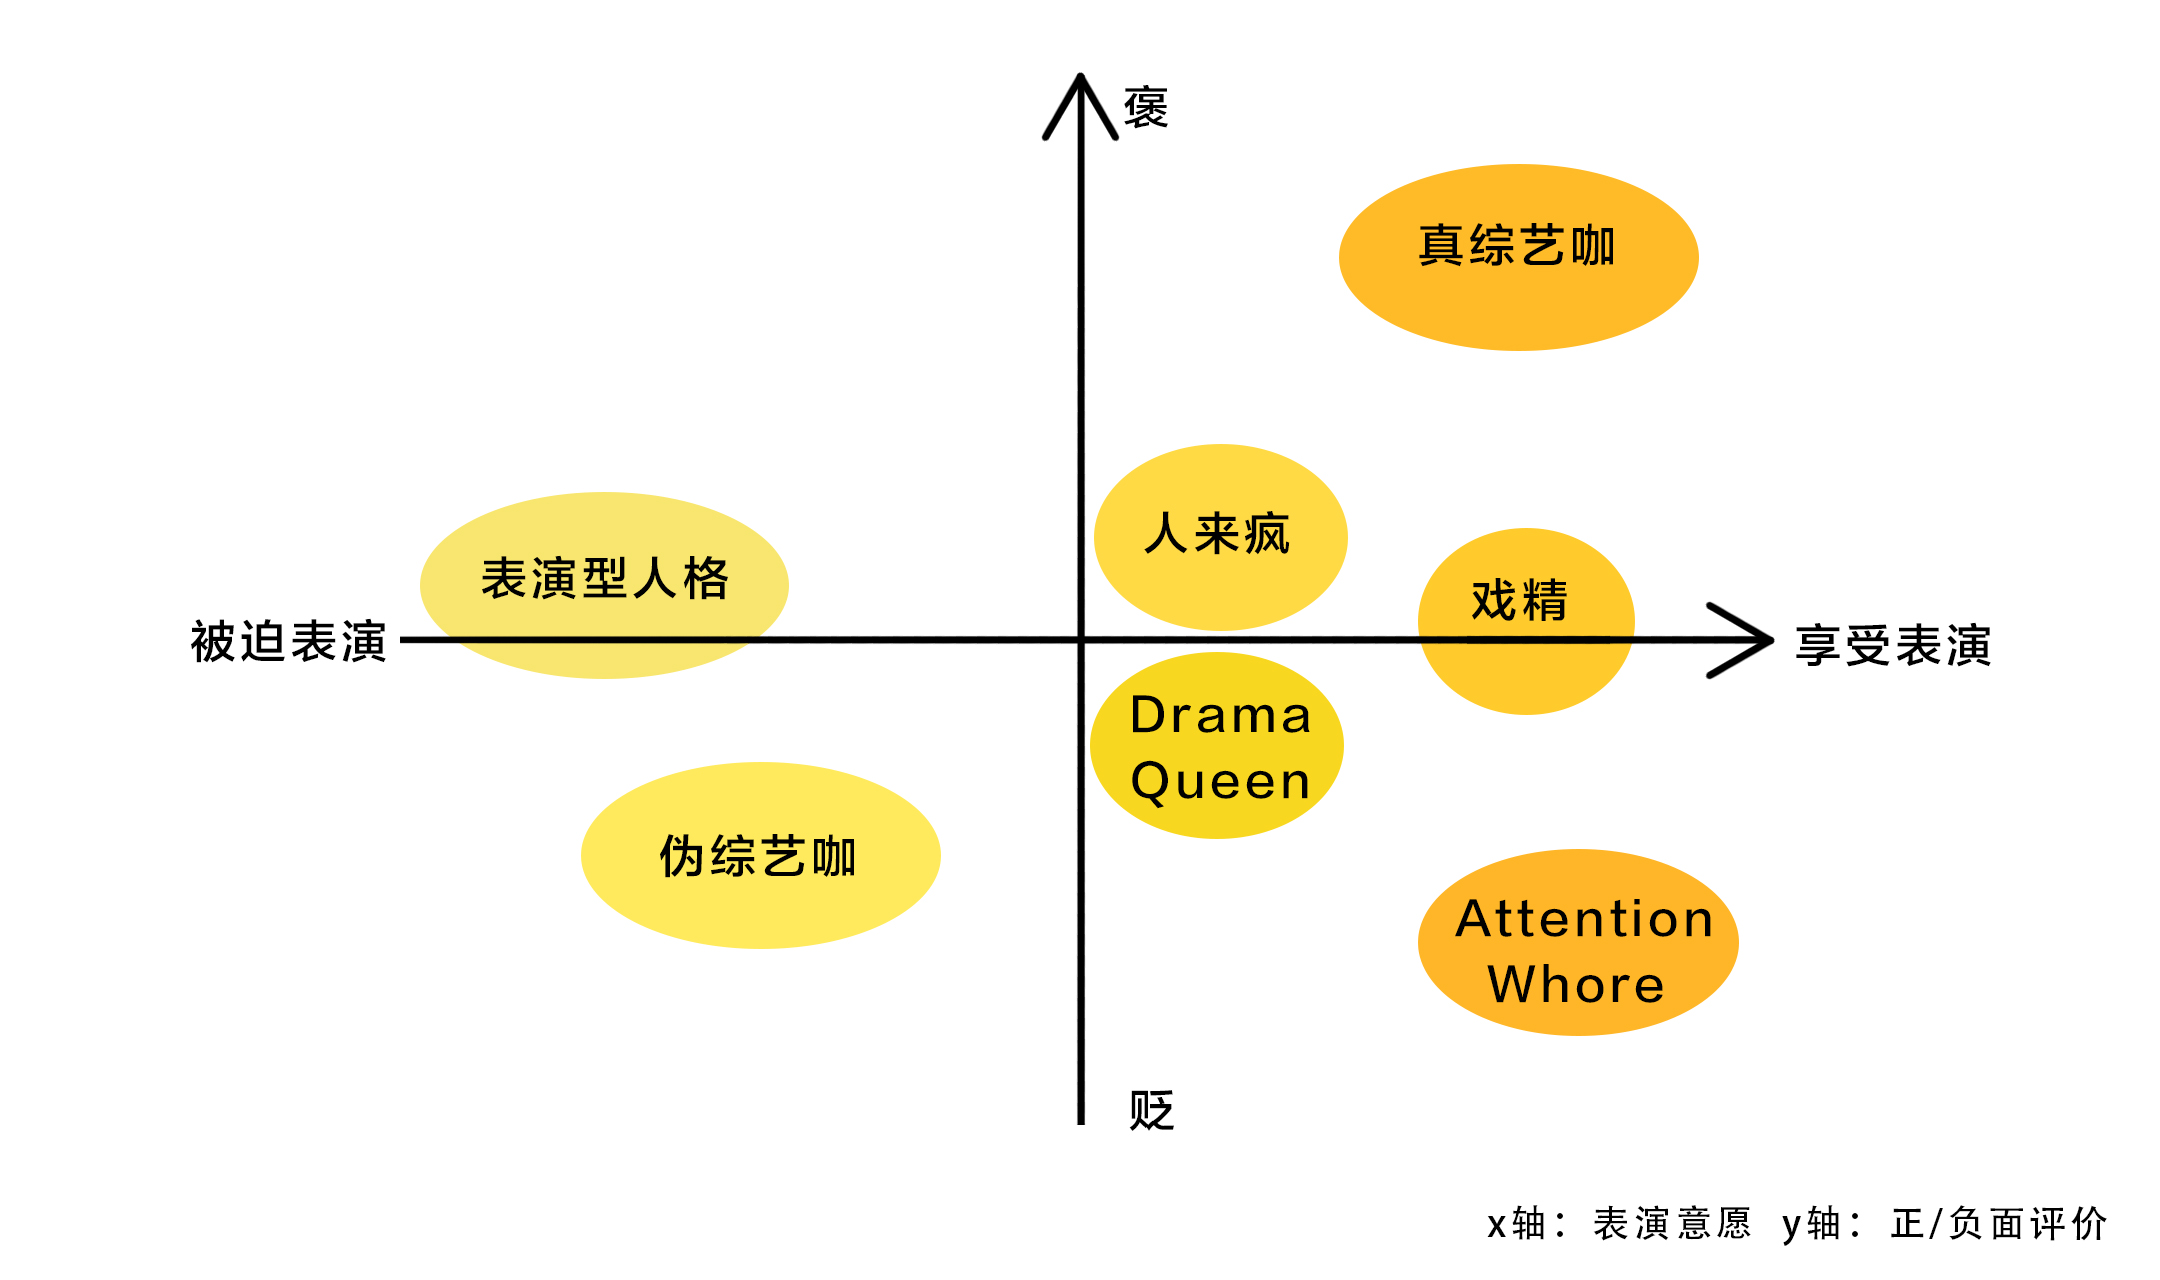 褒
真综艺咖
人来疯
表演型人格
戏精
被迫表演
享受表演
Drama
Queen
伪综艺咖
Attention
Whore
贬
x轴：表演意愿 y轴：正/负面评价